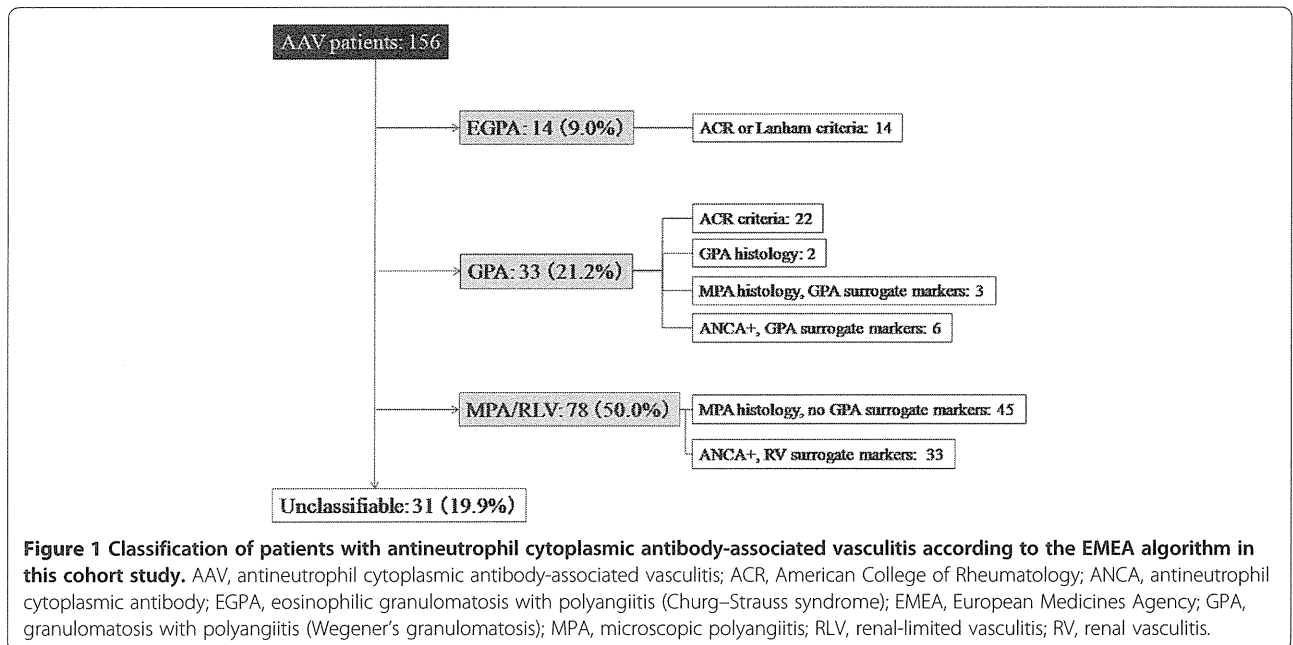 AAV patients: 156
EGPA: 14 (9.0%)
ACR or Lanham criteria: 14
GPA: 33 (21.2%)
ACR criteria: 22
GPA histology: 2
MPA histology, GPA surrogate markers: 3
ANCA+, GPA surrogate markers: 6
MPA/RLV: 78 (50.0%)
MPA histology, no GPA surrogate markers: 45
ANCA+, RV surrogate markers: 33
Unclassifiable: 31 (19.9%)
Figure 1 Classification of patients with antineutrophil cytoplasmic antibody-associated vasculitis according to the EMEA algorithm in
this cohort study. AAV, antineutrophil cytoplasmic antibody-associated vasculitis; ACR, American College of Rheumatology; ANCA, antineutrophil
cytoplasmic antibody; EGPA, eosinophilic granulomatosis with polyangiitis (Churg–Strauss syndrome); EMEA, European Medicines Agency; GPA,
granulomatosis with polyangiitis (Wegener's granulomatosis); MPA, microscopic polyangiitis; RLV, renal-limited vasculitis; RV, renal vasculitis.